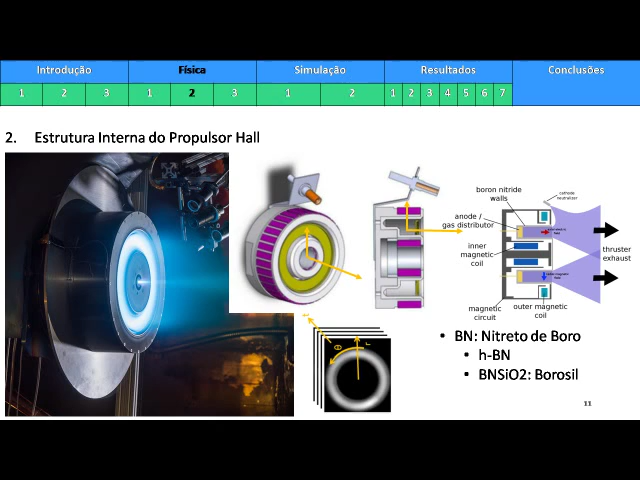 Introdução Física Simulação Resultados Conclusões
1 2 3 1 2 3 1 2 1 2 3 4 5 6 7
2. Estrutura Interna do Propulsor Hall
boron nitride
walls
cathode
neutralizer
anode /
gas distributor
inner
magnetic
coil
thruster
exhaust
magnetic
circuit
outer magnetic
coil
• BN: Nitreto de Boro
• h-BN
• BNSiO2: Borosil
11